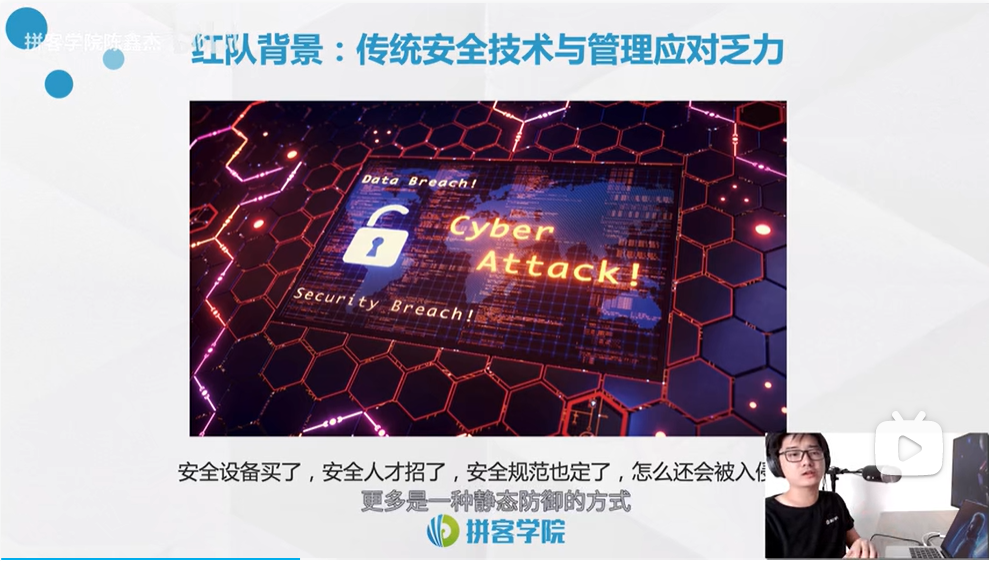 拼客学院陈鑫杰
红队背景：传统安全技术与管理应对乏力
Data Breach!
Cyber
Attack!
Security Breach!
安全设备买了，安全人才招了，安全规范也定了，怎么还会被入侵
更多是一种静态防御的方式
拼客学院